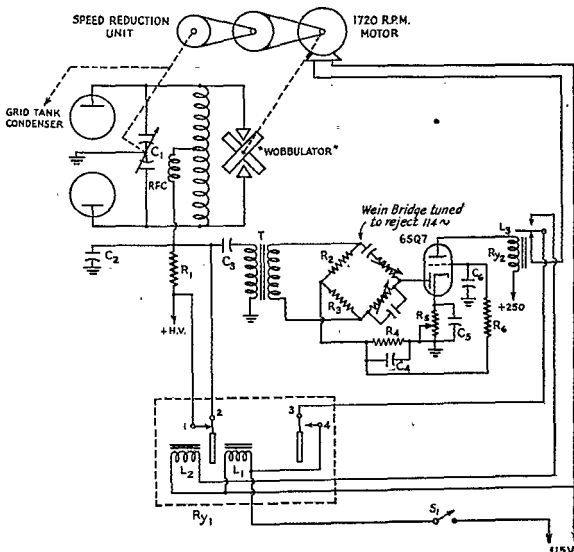 SPEED REDUCTION
UNIT
1720 R.P.M.
MOTOR
GRID TANK
CONDENSER
C1
RFC
"WOBBULATOR"
Wein Bridge tuned
to reject 114~
6SQ7
L3
Ry2
+250
C2
R1
C3
T
R2
R3
R4
C4
R5
C5
C6
R6
+H.V.
1
2
3
4
L2
L1
Ry1
S1
115V